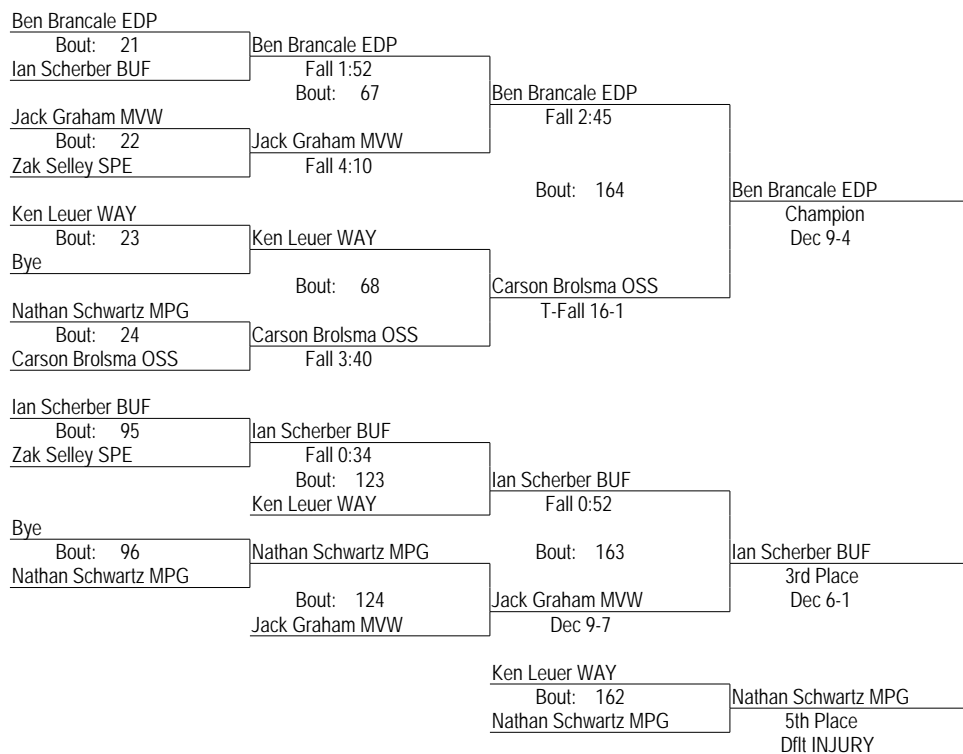 Ben Brancale EDP
Bout: 21
Ian Scherber BUF
Ben Brancale EDP
Fall 1:52
Bout: 67
Jack Graham MVW
Bout: 22
Zak Selley SPE
Jack Graham MVW
Fall 4:10
Ben Brancale EDP
Fall 2:45
Bout: 164
Ken Leuer WAY
Bout: 23
Bye
Ken Leuer WAY
Bout: 68
Nathan Schwartz MPG
Bout: 24
Carson Brolsma OSS
Carson Brolsma OSS
Fall 3:40
Carson Brolsma OSS
T-Fall 16-1
Ben Brancale EDP
Champion
Dec 9-4
Ian Scherber BUF
Bout: 95
Zak Selley SPE
Ian Scherber BUF
Fall 0:34
Bout: 123
Ken Leuer WAY
Ian Scherber BUF
Fall 0:52
Bout: 163
Bye
Bout: 96
Nathan Schwartz MPG
Nathan Schwartz MPG
Bout: 124
Jack Graham MVW
Jack Graham MVW
Dec 9-7
Ian Scherber BUF
3rd Place
Dec 6-1
Ken Leuer WAY
Bout: 162
Nathan Schwartz MPG
Nathan Schwartz MPG
5th Place
Dflt INJURY